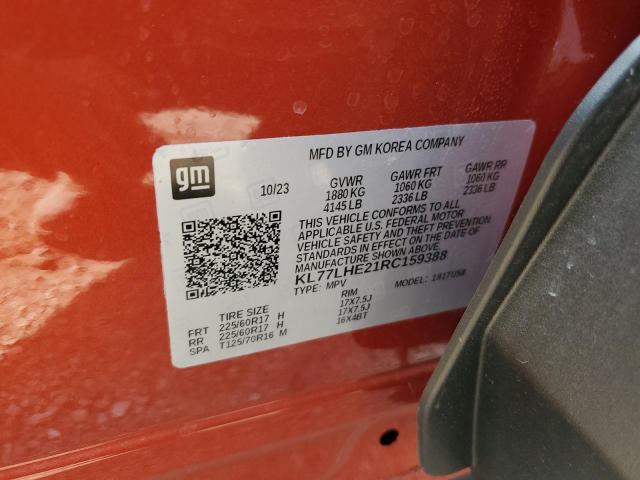 MFD BY GM KOREA COMPANY
gm
10/23 GVWR GAWR FRT GAWR RR
1880 KG 1060 KG 1060 KG
4145 LB 2336 LB 2336 LB
THIS VEHICLE CONFORMS TO ALL
APPLICABLE U.S. FEDERAL MOTOR
VEHICLE SAFETY AND THEFT PREVENTION
STANDARDS IN EFFECT ON THE DATE OF
MANUFACTURE SHOWN ABOVE.
KL77LHE21RC159388
TYPE: MPV MODEL: 1S1TU58
TIRE SIZE RIM
FRT 225/60R17 H 17X7.5J
RR 225/60R17 H 17X7.5J
SPA T125/70R16 M 16X4BT